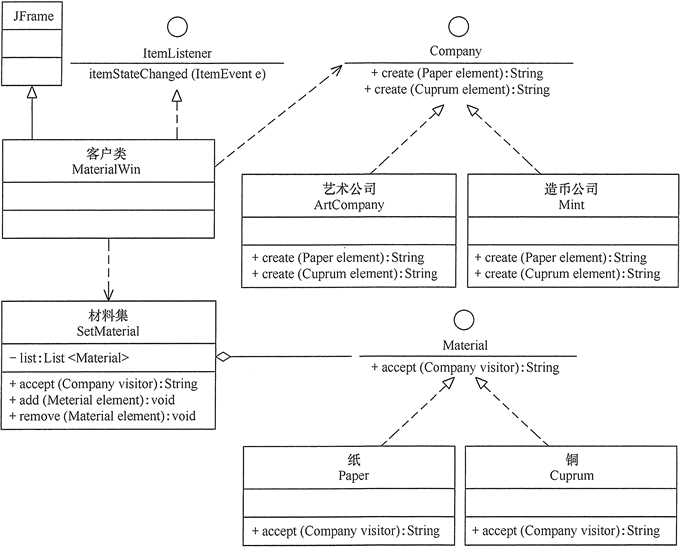 JFrame
ItemListener
itemStateChanged (ItemEvent e)
Company
+ create (Paper element): String
+ create (Cuprum element): String
客户类
MaterialWin
艺术公司
ArtCompany
+ create (Paper element): String
+ create (Cuprum element): String
造币公司
Mint
+ create (Paper element): String
+ create (Cuprum element): String
材料集
SetMaterial
− list: List <Material>
+ accept (Company visitor): String
+ add (Meterial element): void
+ remove (Material element): void
Material
+ accept (Company visitor): String
纸
Paper
+ accept (Company visitor): String
铜
Cuprum
+ accept (Company visitor): String